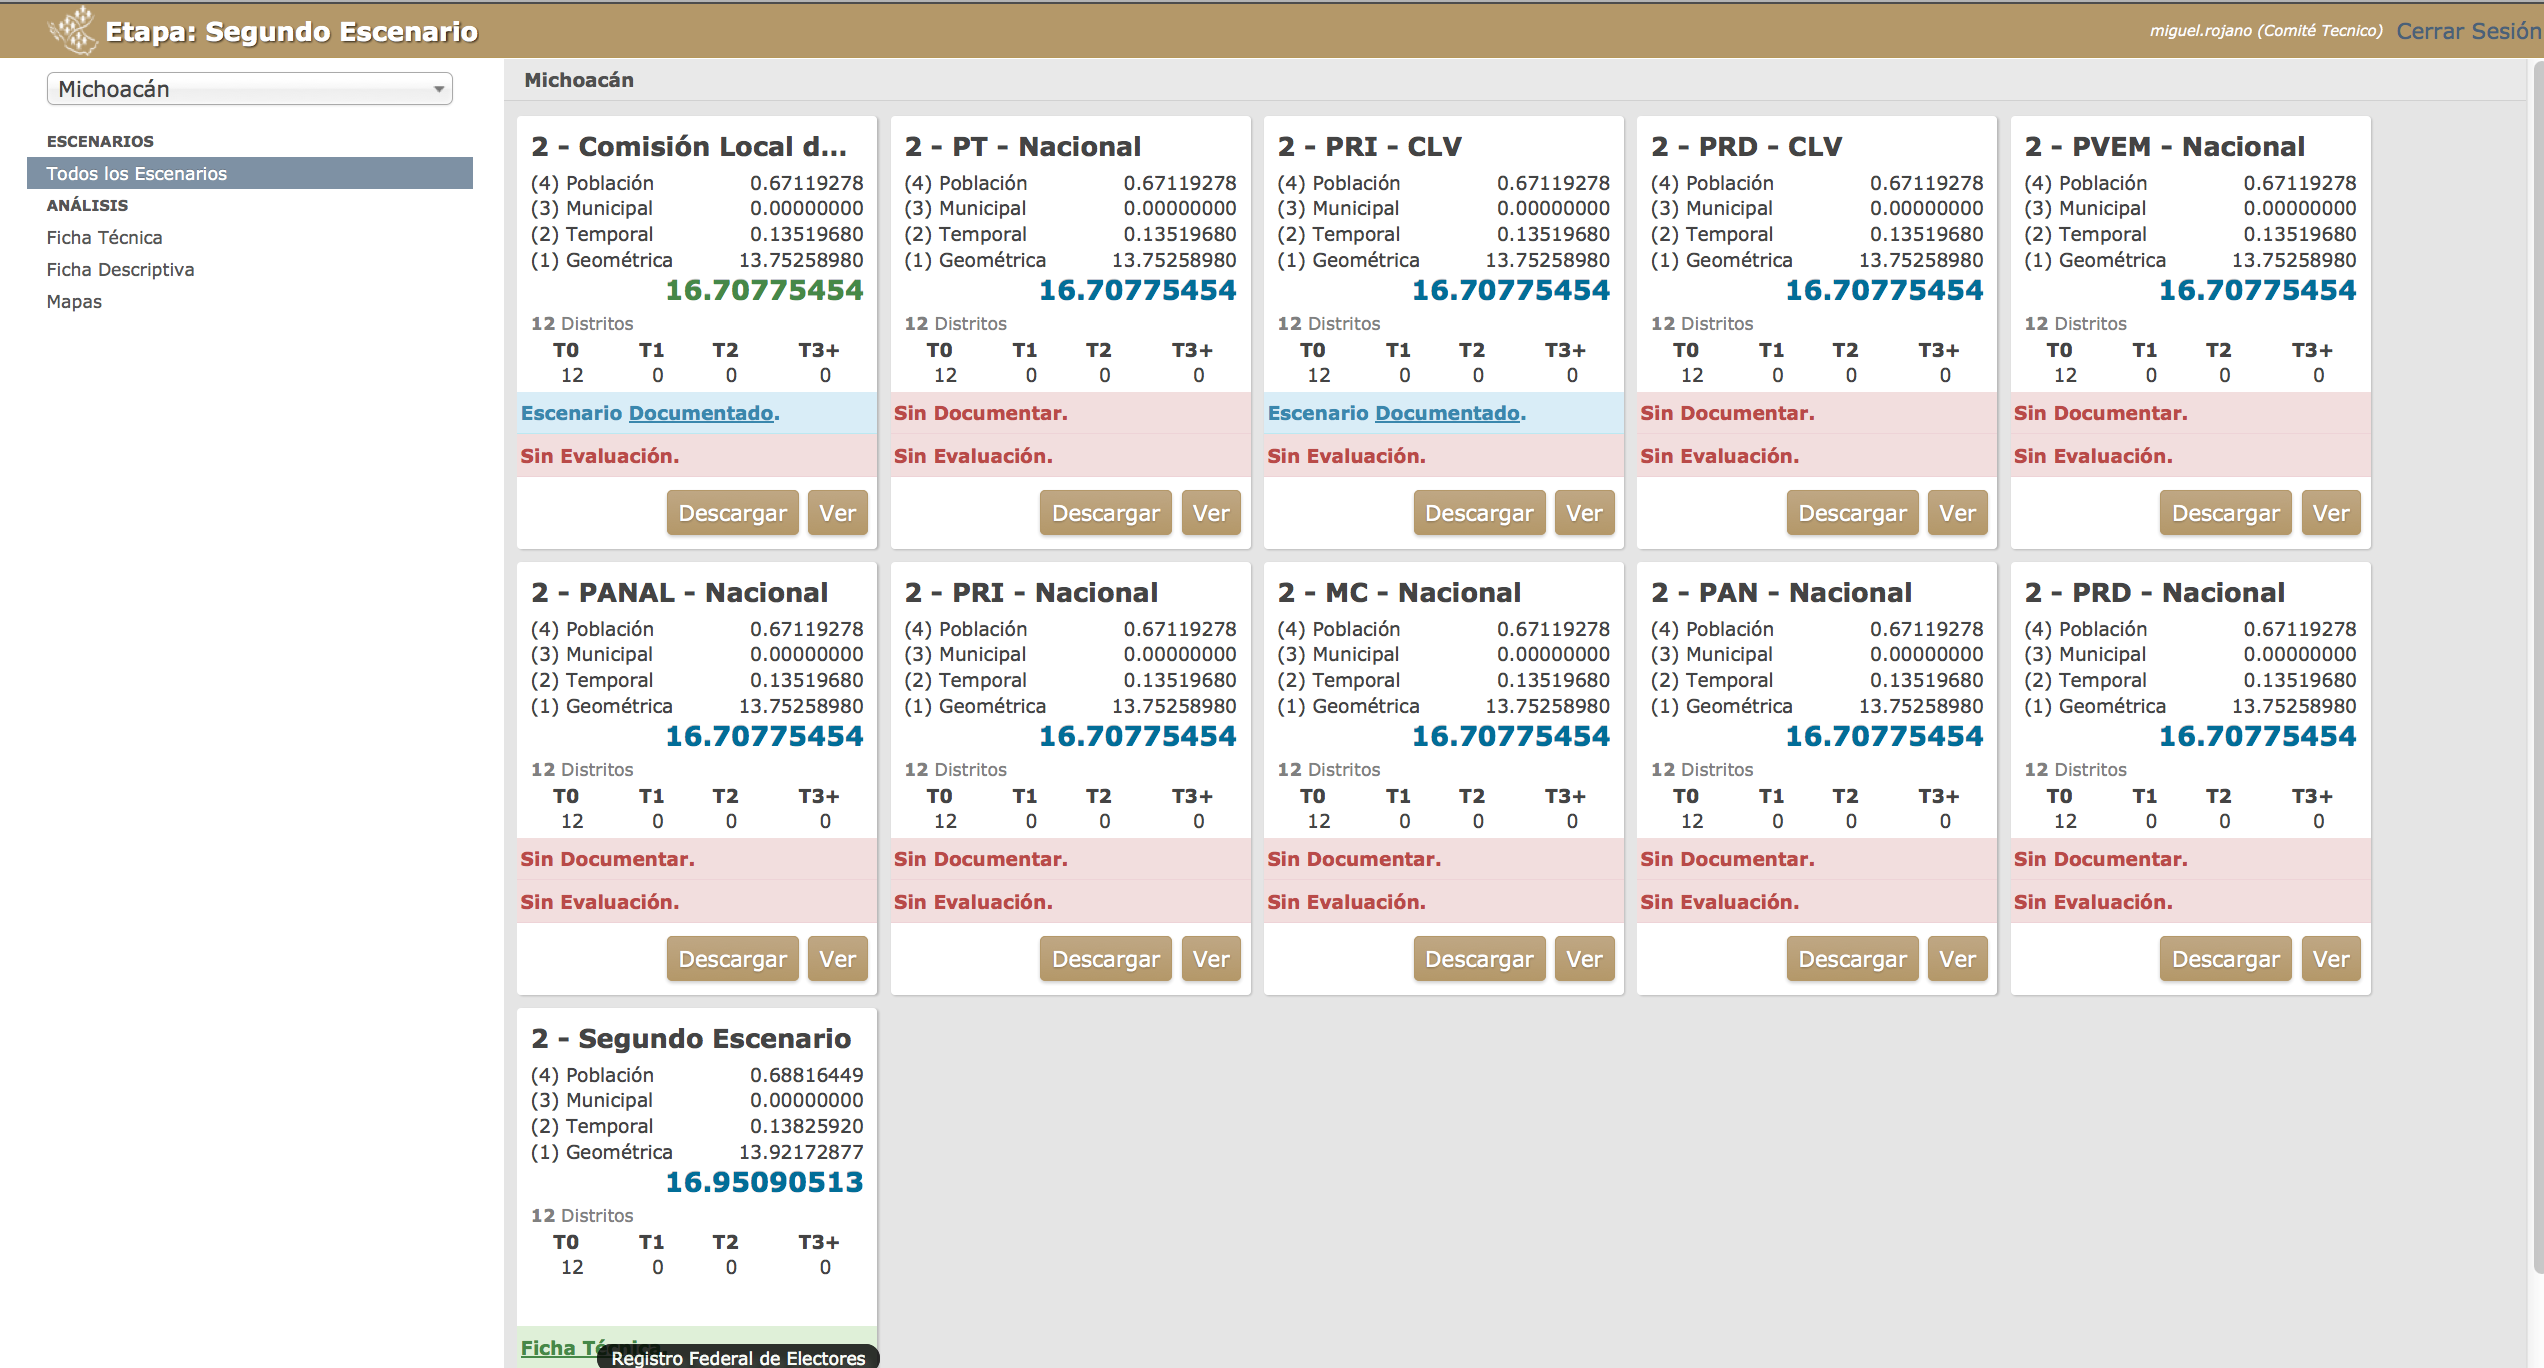 Etapa: Segundo Escenario
miguel.rojano (Comité Tecnico) Cerrar Sesión
Michoacán
ESCENARIOS
Todos los Escenarios
ANÁLISIS
Ficha Técnica
Ficha Descriptiva
Mapas
Michoacán
2 - Comisión Local d...
(4) Población 0.67119278
(3) Municipal 0.00000000
(2) Temporal 0.13519680
(1) Geométrica 13.75258980
16.70775454
12 Distritos
T0 T1 T2 T3+
12 0 0 0
Escenario Documentado.
Sin Evaluación.
Descargar Ver
2 - PT - Nacional
(4) Población 0.67119278
(3) Municipal 0.00000000
(2) Temporal 0.13519680
(1) Geométrica 13.75258980
16.70775454
12 Distritos
T0 T1 T2 T3+
12 0 0 0
Sin Documentar.
Sin Evaluación.
Descargar Ver
2 - PRI - CLV
(4) Población 0.67119278
(3) Municipal 0.00000000
(2) Temporal 0.13519680
(1) Geométrica 13.75258980
16.70775454
12 Distritos
T0 T1 T2 T3+
12 0 0 0
Escenario Documentado.
Sin Evaluación.
Descargar Ver
2 - PRD - CLV
(4) Población 0.67119278
(3) Municipal 0.00000000
(2) Temporal 0.13519680
(1) Geométrica 13.75258980
16.70775454
12 Distritos
T0 T1 T2 T3+
12 0 0 0
Sin Documentar.
Sin Evaluación.
Descargar Ver
2 - PVEM - Nacional
(4) Población 0.67119278
(3) Municipal 0.00000000
(2) Temporal 0.13519680
(1) Geométrica 13.75258980
16.70775454
12 Distritos
T0 T1 T2 T3+
12 0 0 0
Sin Documentar.
Sin Evaluación.
Descargar Ver
2 - PANAL - Nacional
(4) Población 0.67119278
(3) Municipal 0.00000000
(2) Temporal 0.13519680
(1) Geométrica 13.75258980
16.70775454
12 Distritos
T0 T1 T2 T3+
12 0 0 0
Sin Documentar.
Sin Evaluación.
Descargar Ver
2 - PRI - Nacional
(4) Población 0.67119278
(3) Municipal 0.00000000
(2) Temporal 0.13519680
(1) Geométrica 13.75258980
16.70775454
12 Distritos
T0 T1 T2 T3+
12 0 0 0
Sin Documentar.
Sin Evaluación.
Descargar Ver
2 - MC - Nacional
(4) Población 0.67119278
(3) Municipal 0.00000000
(2) Temporal 0.13519680
(1) Geométrica 13.75258980
16.70775454
12 Distritos
T0 T1 T2 T3+
12 0 0 0
Sin Documentar.
Sin Evaluación.
Descargar Ver
2 - PAN - Nacional
(4) Población 0.67119278
(3) Municipal 0.00000000
(2) Temporal 0.13519680
(1) Geométrica 13.75258980
16.70775454
12 Distritos
T0 T1 T2 T3+
12 0 0 0
Sin Documentar.
Sin Evaluación.
Descargar Ver
2 - PRD - Nacional
(4) Población 0.67119278
(3) Municipal 0.00000000
(2) Temporal 0.13519680
(1) Geométrica 13.75258980
16.70775454
12 Distritos
T0 T1 T2 T3+
12 0 0 0
Sin Documentar.
Sin Evaluación.
Descargar Ver
2 - Segundo Escenario
(4) Población 0.68816449
(3) Municipal 0.00000000
(2) Temporal 0.13825920
(1) Geométrica 13.92172877
16.95090513
12 Distritos
T0 T1 T2 T3+
12 0 0 0
Ficha Técnica.
Registro Federal de Electores